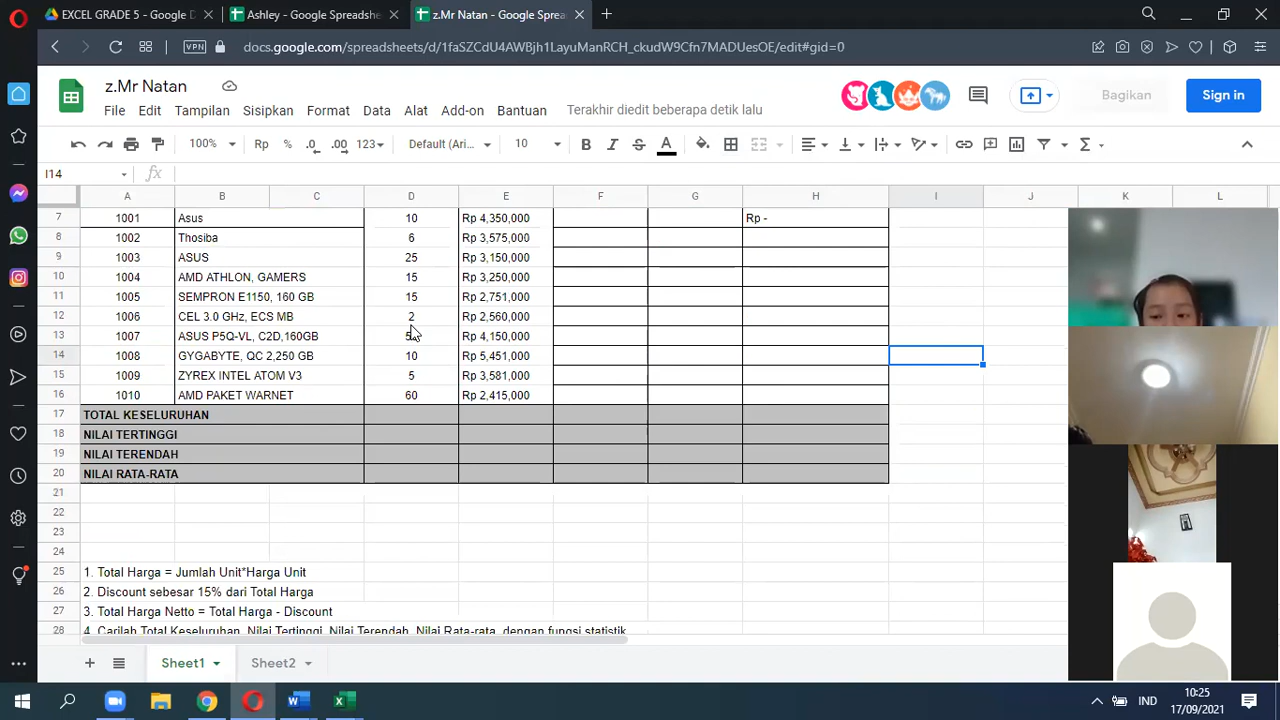 EXCEL GRADE 5 - Google D
Ashley - Google Spreadshe
z.Mr Natan - Google Sprea
VPN
docs.google.com/spreadsheets/d/1faSZCdU4AWBjh1LayuManRCH_ckudW9Cfn7MADUesOE/edit#gid=0
z.Mr Natan
File Edit Tampilan Sisipkan Format Data Alat Add-on Bantuan
Terakhir diedit beberapa detik lalu
Bagikan
Sign in
100% Rp % .0 .00 123 Default (Ari... 10 B I S A
I14
fx
A B C D E F G H I J K L
7 1001 Asus 10 Rp 4,350,000 Rp -
8 1002 Thosiba 6 Rp 3,575,000
9 1003 ASUS 25 Rp 3,150,000
10 1004 AMD ATHLON, GAMERS 15 Rp 3,250,000
11 1005 SEMPRON E1150, 160 GB 15 Rp 2,751,000
12 1006 CEL 3.0 GHz, ECS MB 2 Rp 2,560,000
13 1007 ASUS P5Q-VL, C2D,160GB Rp 4,150,000
14 1008 GYGABYTE, QC 2,250 GB 10 Rp 5,451,000
15 1009 ZYREX INTEL ATOM V3 5 Rp 3,581,000
16 1010 AMD PAKET WARNET 60 Rp 2,415,000
17 TOTAL KESELURUHAN
18 NILAI TERTINGGI
19 NILAI TERENDAH
20 NILAI RATA-RATA
21
22
23
24
25 1. Total Harga = Jumlah Unit*Harga Unit
26 2. Discount sebesar 15% dari Total Harga
27 3. Total Harga Netto = Total Harga - Discount
28 4. Carilah Total Keseluruhan, Nilai Tertinggi, Nilai Terendah, Nilai Rata-rata, dengan fungsi statistik
Sheet1
Sheet2
IND
10:25
17/09/2021